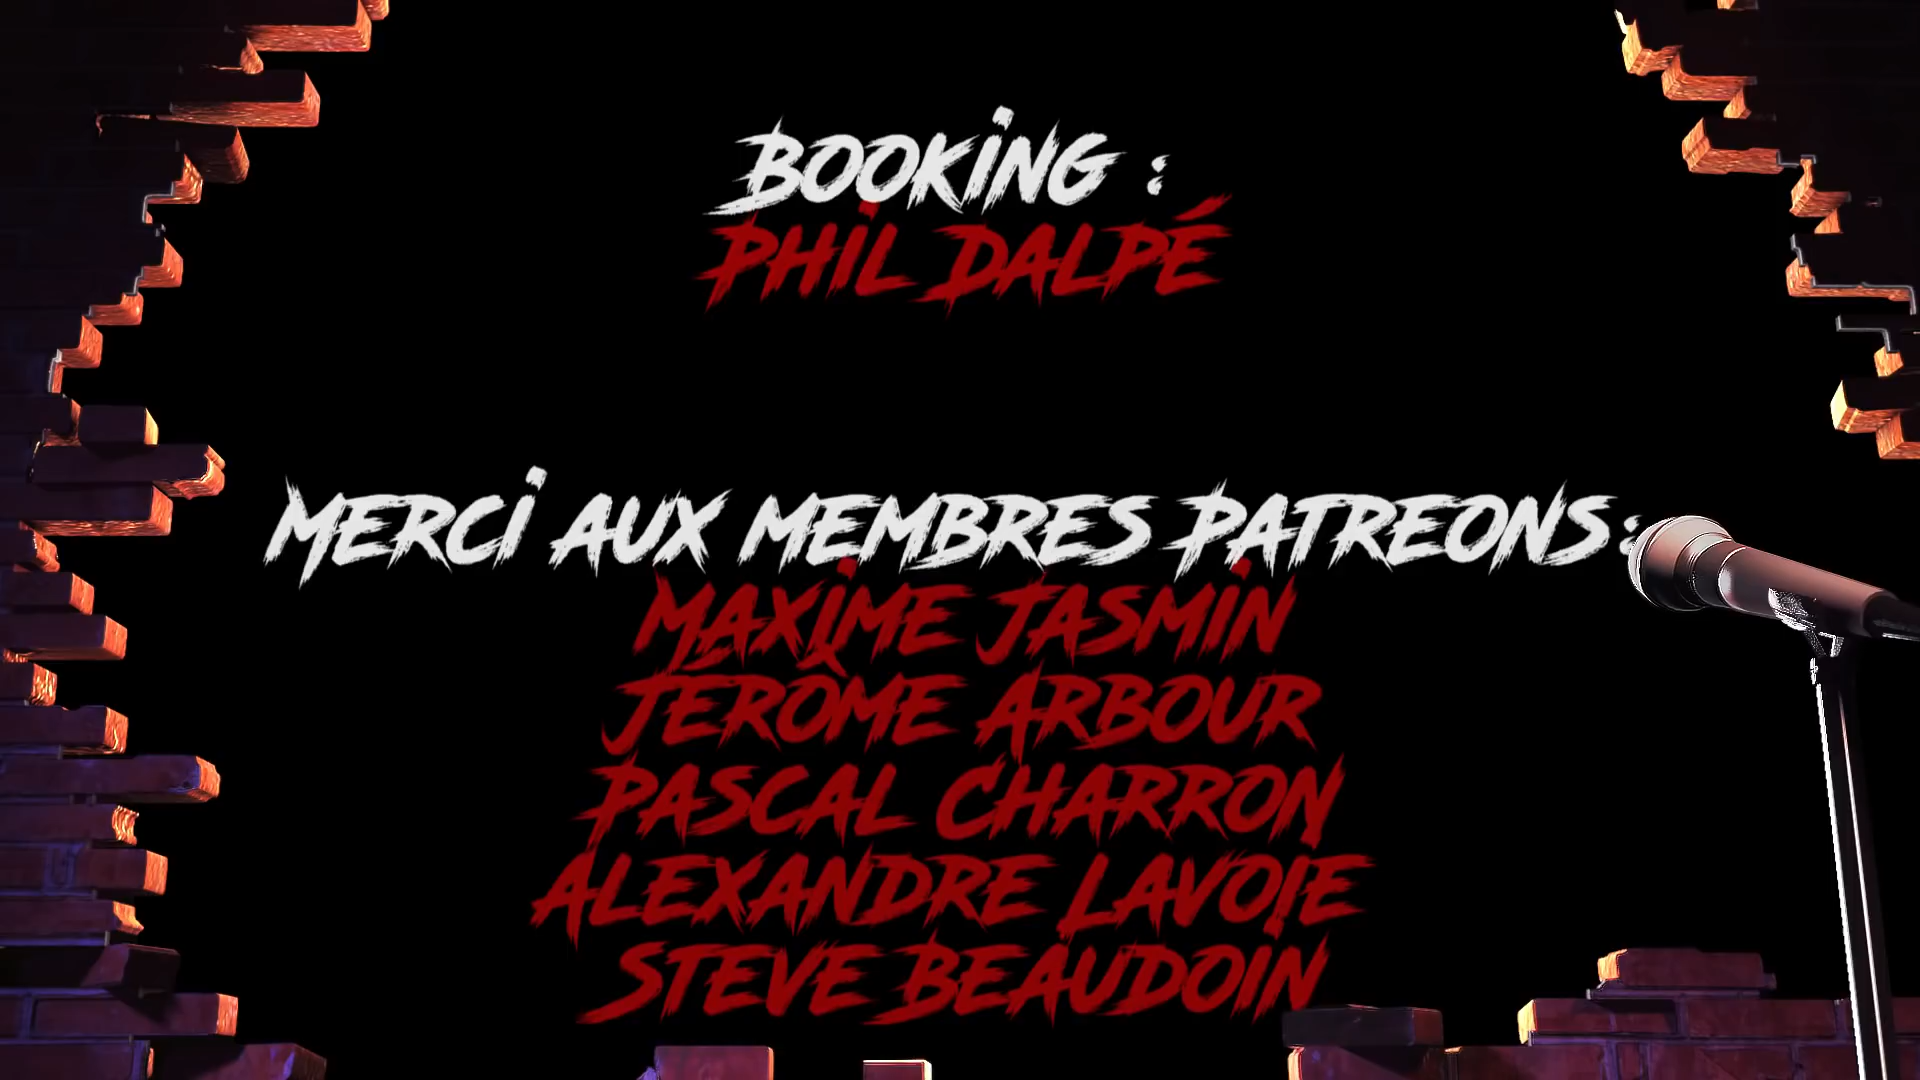 BOOKING :
PHIL DALPÉ
MERCI AUX MEMBRES PATREONS:
MAXIME JASMIN
JÉRÔME ARBOUR
PASCAL CHARRON
ALEXANDRE LAVOIE
STEVE BEAUDOIN